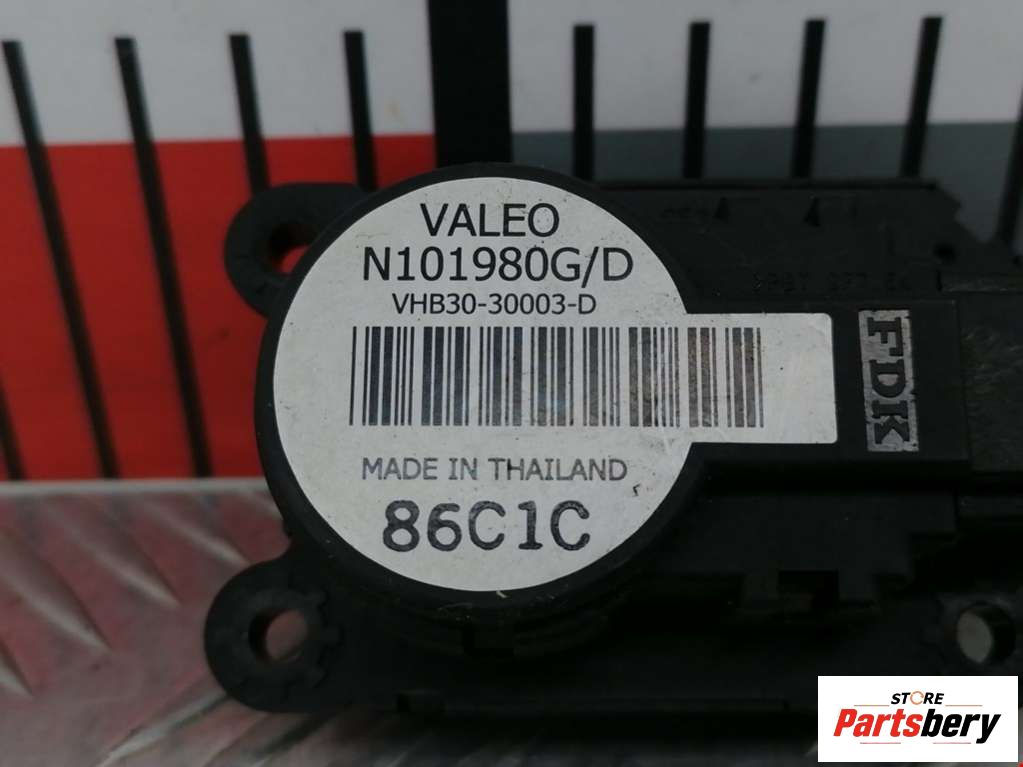 VALEO
N101980G/D
VHB30-30003-D
MADE IN THAILAND
86C1C
FDK
STORE
Partsbery